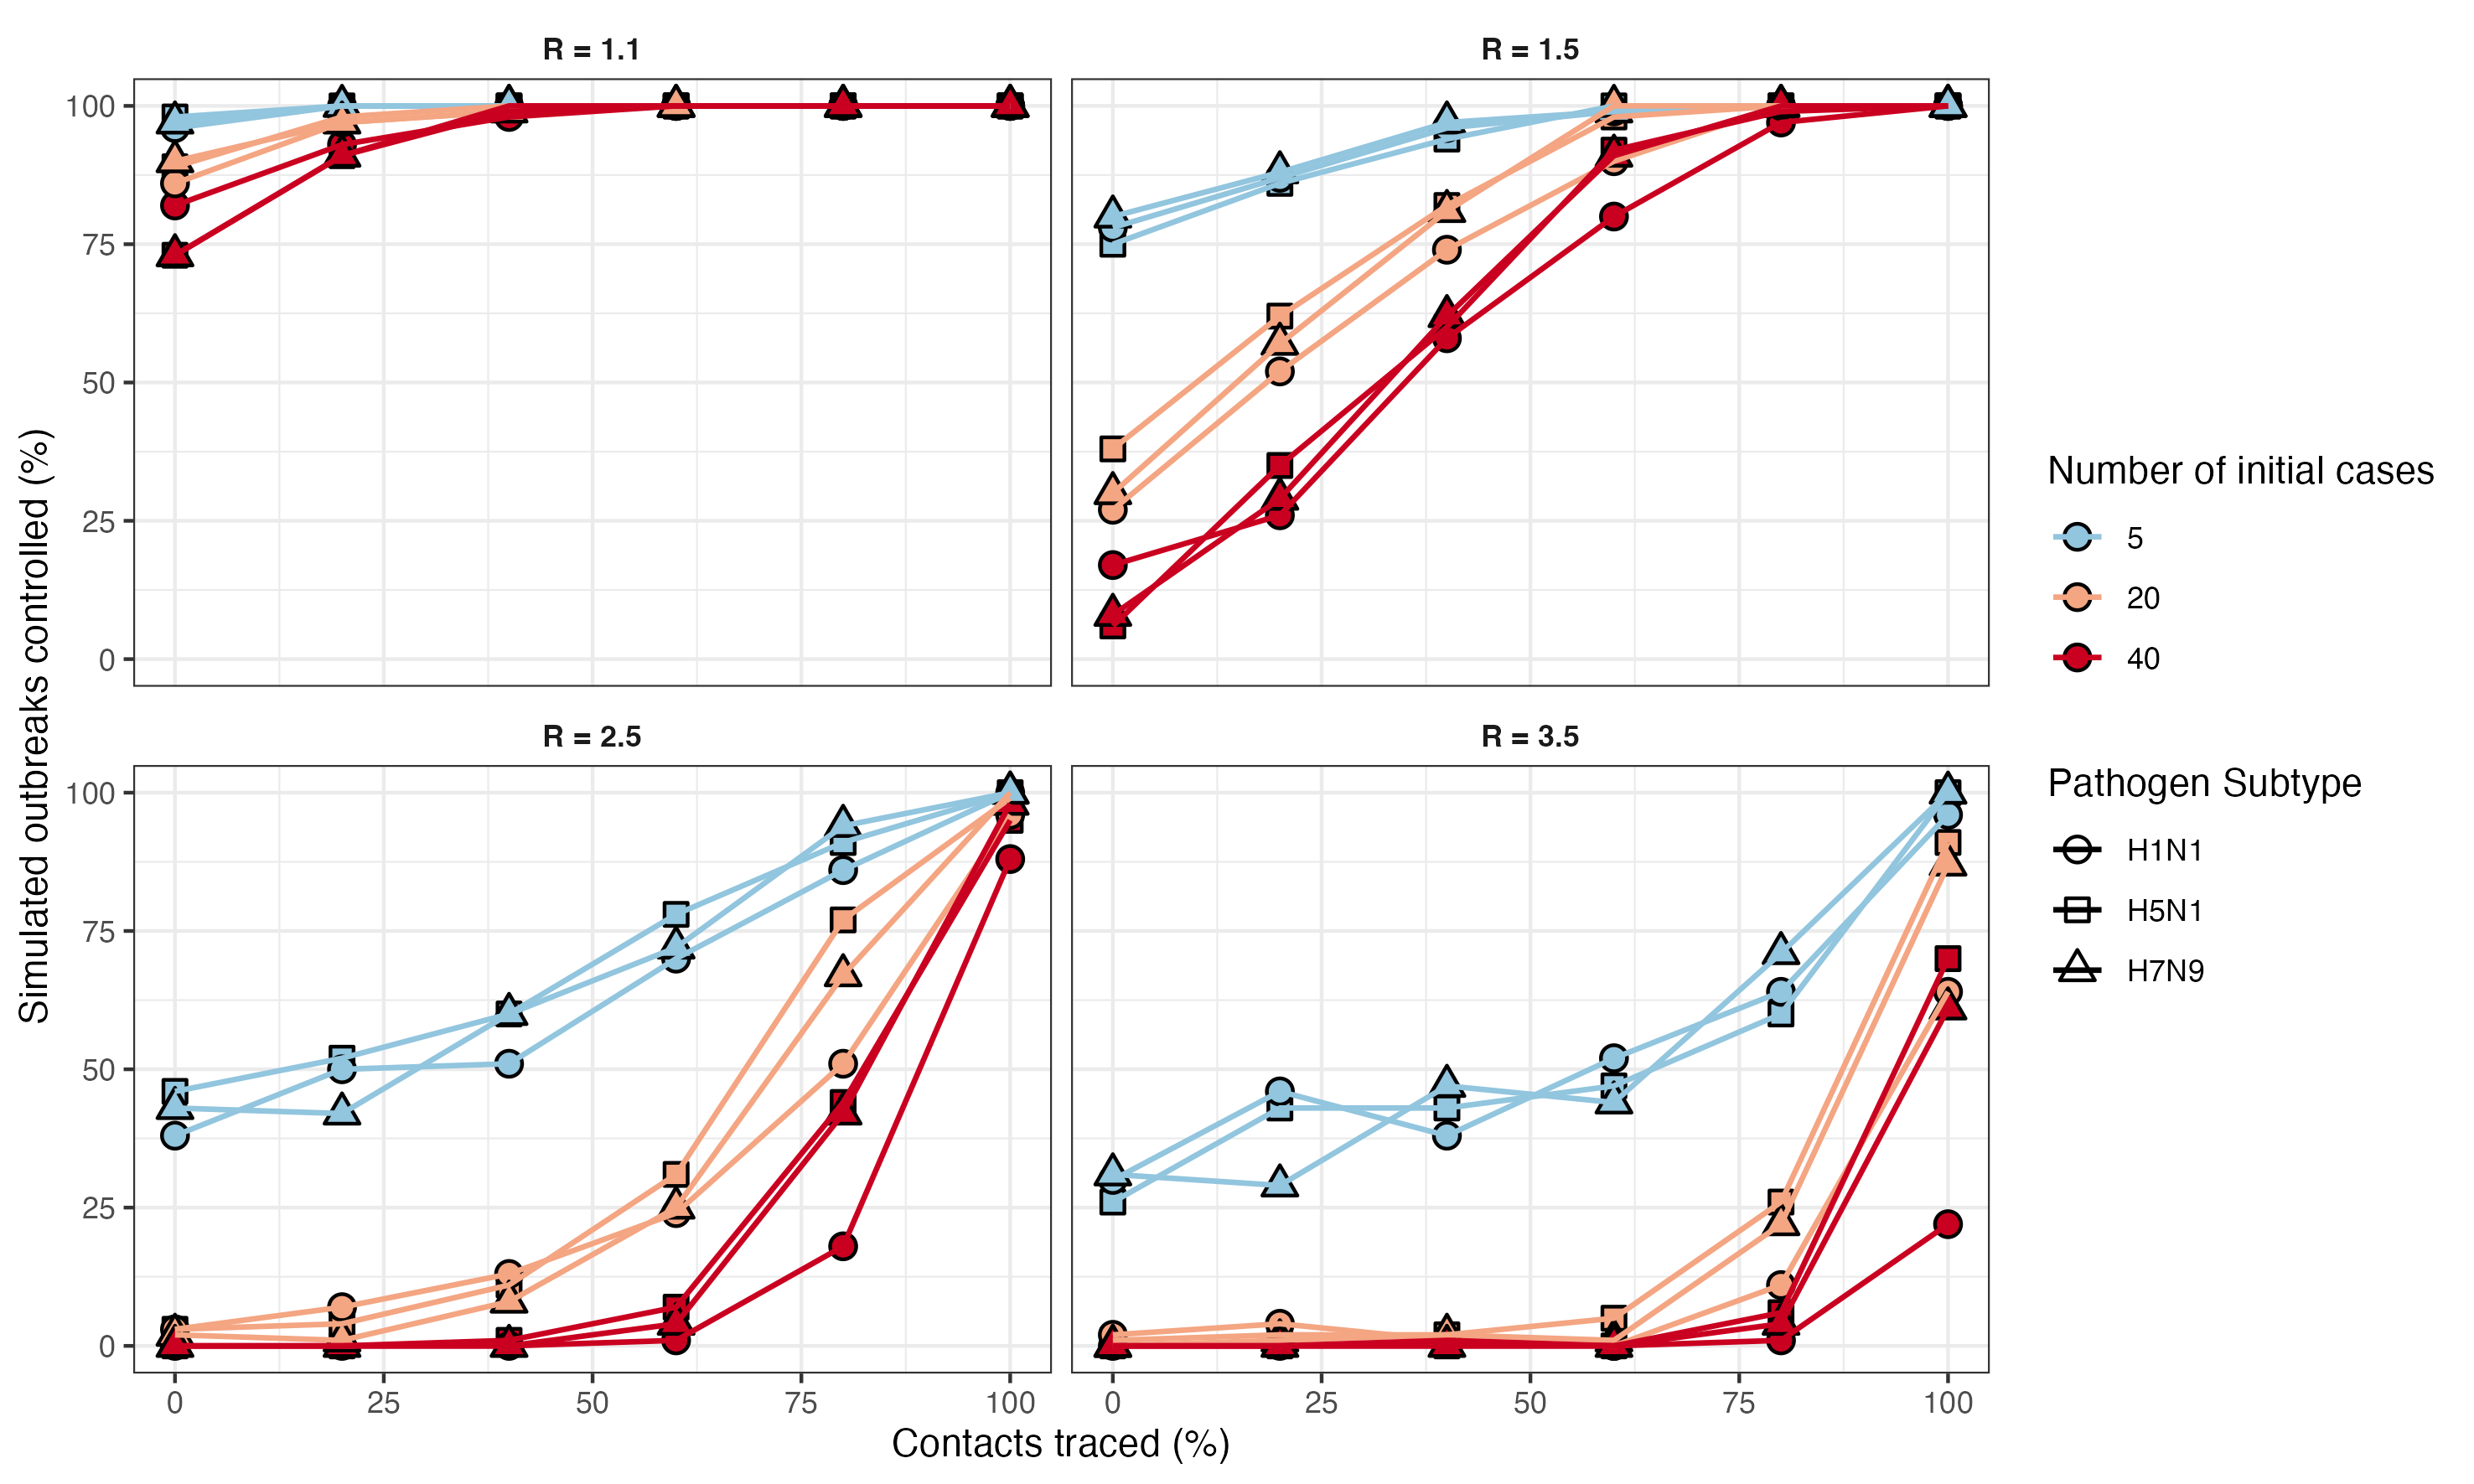 R = 1.1
R = 1.5
100
75
50
25
0
R = 2.5
R = 3.5
100
75
50
25
0
0 25 50 75 100
0 25 50 75 100
Contacts traced (%)
Simulated outbreaks controlled (%)
Number of initial cases
5
20
40
Pathogen Subtype
H1N1
H5N1
H7N9